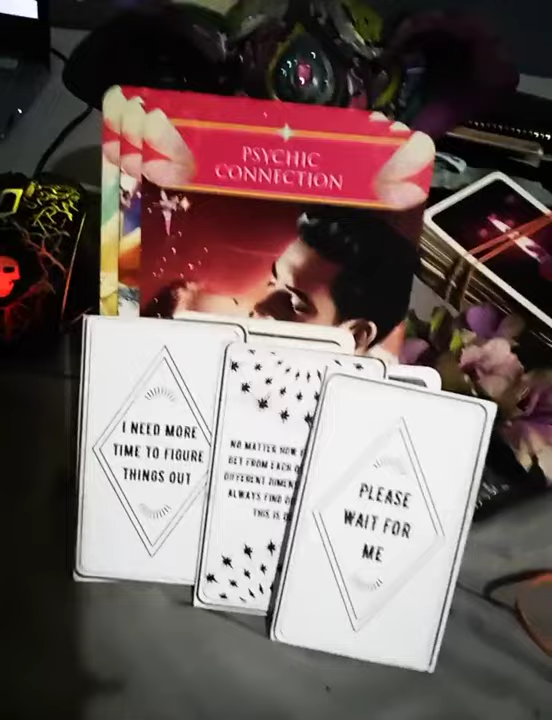 PSYCHIC
CONNECTION
I NEED MORE
TIME TO FIGURE
THINGS OUT
NO MATTER HOW
GET FROM EACH
DIFFERENT
ALWAYS FIND
THIS IS
PLEASE
WAIT FOR
ME